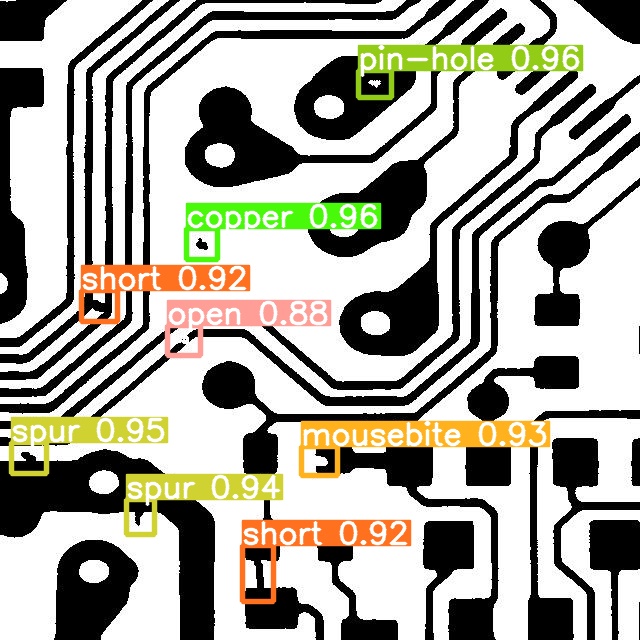 pin-hole 0.96
copper 0.96
short 0.92
open 0.88
spur 0.95
mousebite 0.93
spur 0.94
short 0.92